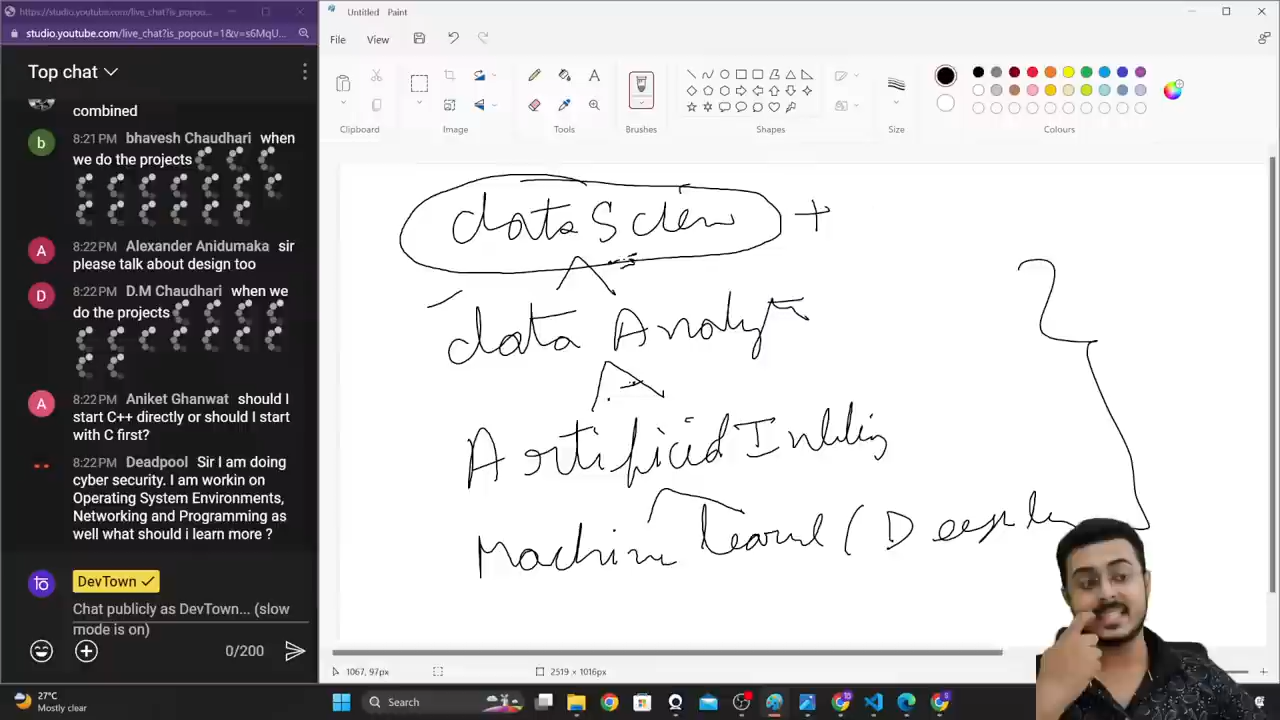 https://studio.youtube.com/live_chat?is_popou...
studio.youtube.com/live_chat?is_popout=1&v=s6MqU...
Top chat
combined
8:21 PM bhavesh Chaudhari when
we do the projects
8:22 PM Alexander Anidumaka sir
please talk about design too
8:22 PM D.M Chaudhari when we
do the projects
8:22 PM Aniket Ghanwat should I
start C++ directly or should I start
with C first?
8:22 PM Deadpool Sir I am doing
cyber security. I am workin on
Operating System Environments,
Networking and Programming as
well what should i learn more ?
DevTown
Chat publicly as DevTown... (slow
mode is on)
0/200
27°C
Mostly clear
Untitled Paint
File View
Clipboard Image Tools Brushes Shapes Size Colours
data Scien +
data Analyt
Artificial Intellig
Machine Learn (Deep Le
1067, 97px
2519 × 1016px
Search